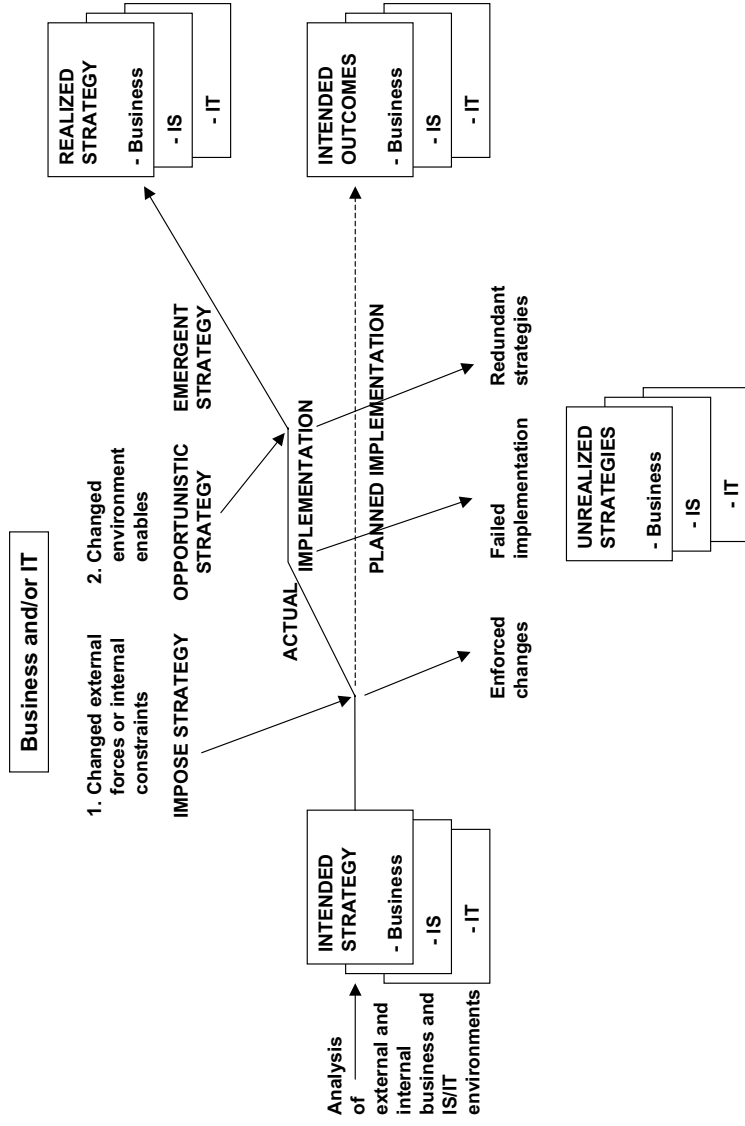 Business and/or IT
1. Changed external
forces or internal
constraints
IMPOSE STRATEGY
2. Changed
environment
enables
OPPORTUNISTIC
STRATEGY
EMERGENT
STRATEGY
REALIZED
STRATEGY
- Business
- IS
- IT
ACTUAL
IMPLEMENTATION
PLANNED IMPLEMENTATION
INTENDED
OUTCOMES
- Business
- IS
- IT
Analysis
of
external and
internal
business and
IS/IT
environments
INTENDED
STRATEGY
- Business
- IS
- IT
Enforced
changes
Failed
implementation
Redundant
strategies
UNREALIZED
STRATEGIES
- Business
- IS
- IT